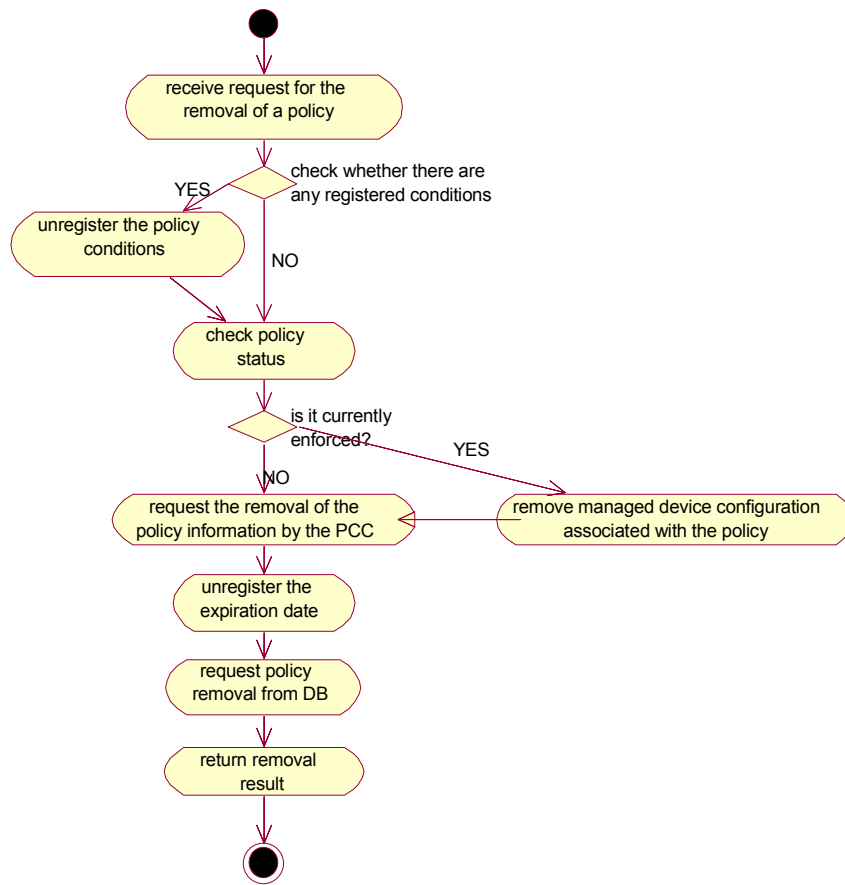 receive request for the
removal of a policy
check whether there are
any registered conditions
YES
unregister the policy
conditions
NO
check policy
status
is it currently
enforced?
YES
NO
request the removal of the
policy information by the PCC
remove managed device configuration
associated with the policy
unregister the
expiration date
request policy
removal from DB
return removal
result